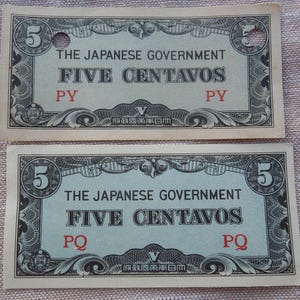 5 5
THE JAPANESE GOVERNMENT
FIVE CENTAVOS
PY PY
5 5
THE JAPANESE GOVERNMENT
FIVE CENTAVOS
PQ PQ